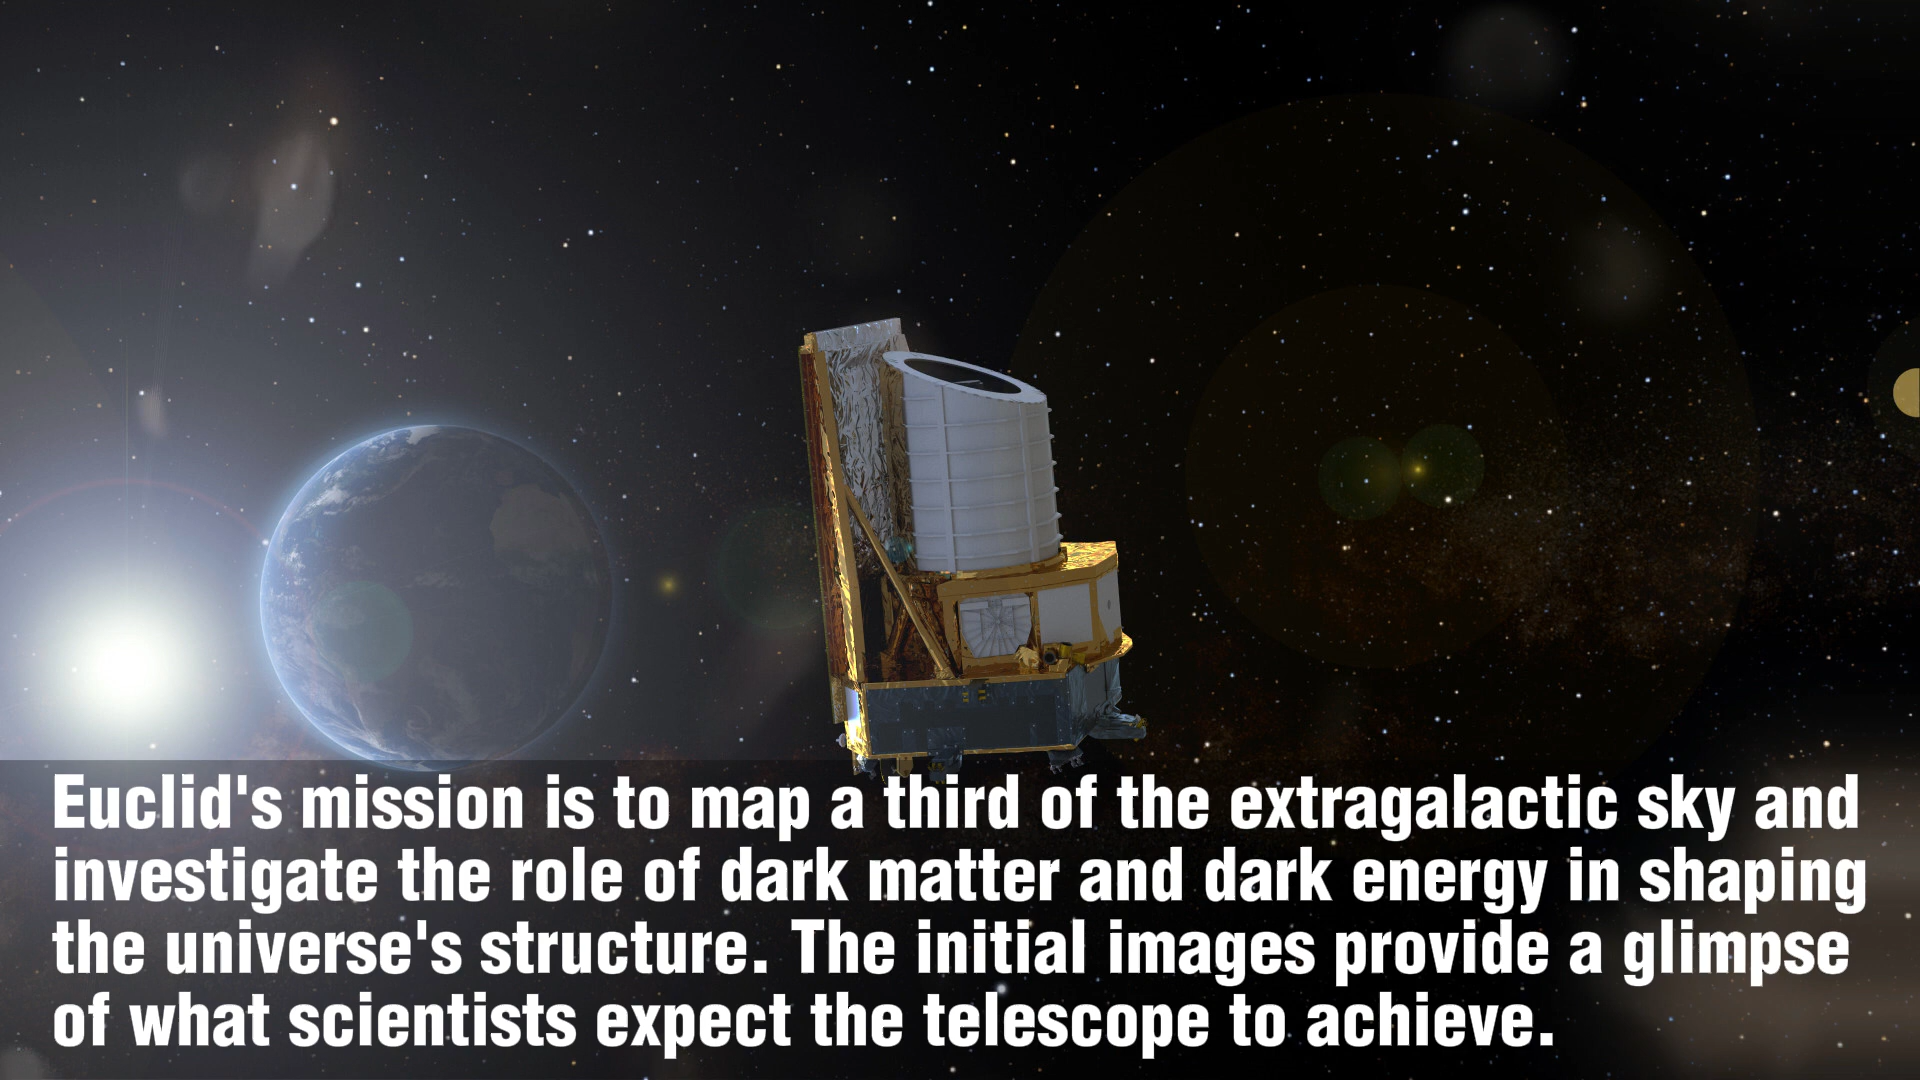 Euclid's mission is to map a third of the extragalactic sky and
investigate the role of dark matter and dark energy in shaping
the universe's structure. The initial images provide a glimpse
of what scientists expect the telescope to achieve.